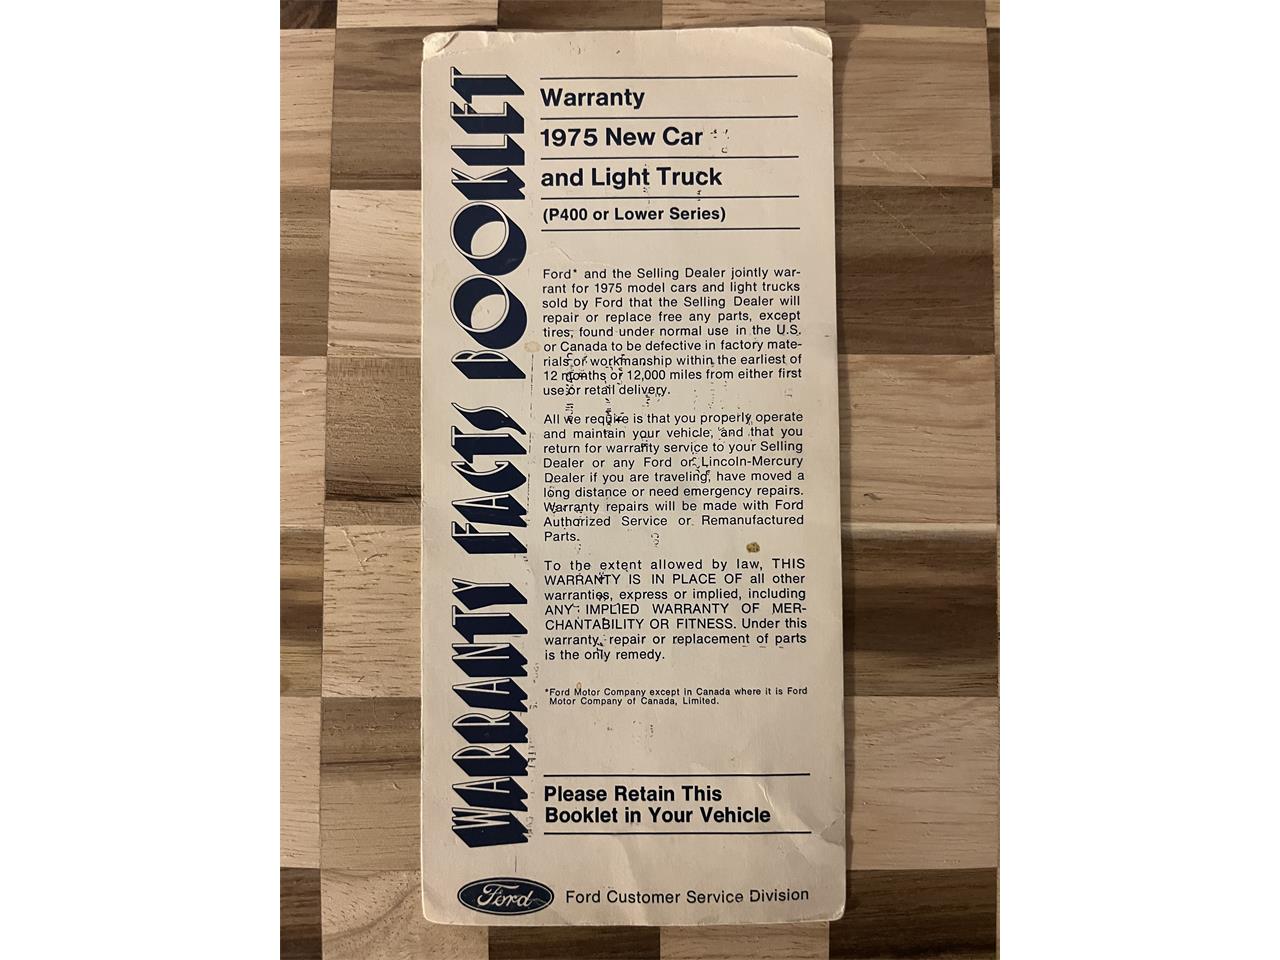 WARRANTY FACTS BOOKLET
Warranty
1975 New Car
and Light Truck
(P400 or Lower Series)
Ford* and the Selling Dealer jointly war-
rant for 1975 model cars and light trucks
sold by Ford that the Selling Dealer will
repair or replace free any parts, except
tires, found under normal use in the U.S.
or Canada to be defective in factory mate-
rials or workmanship within the earliest of
12 months or 12,000 miles from either first
use or retail delivery.
All we require is that you properly operate
and maintain your vehicle, and that you
return for warranty service to your Selling
Dealer or any Ford or Lincoln-Mercury
Dealer if you are traveling, have moved a
long distance or need emergency repairs.
Warranty repairs will be made with Ford
Authorized Service or Remanufactured
Parts.
To the extent allowed by law, THIS
WARRANTY IS IN PLACE OF all other
warranties, express or implied, including
ANY IMPLIED WARRANTY OF MER-
CHANTABILITY OR FITNESS. Under this
warranty, repair or replacement of parts
is the only remedy.
*Ford Motor Company except in Canada where it is Ford
Motor Company of Canada, Limited.
Please Retain This
Booklet in Your Vehicle
Ford Ford Customer Service Division